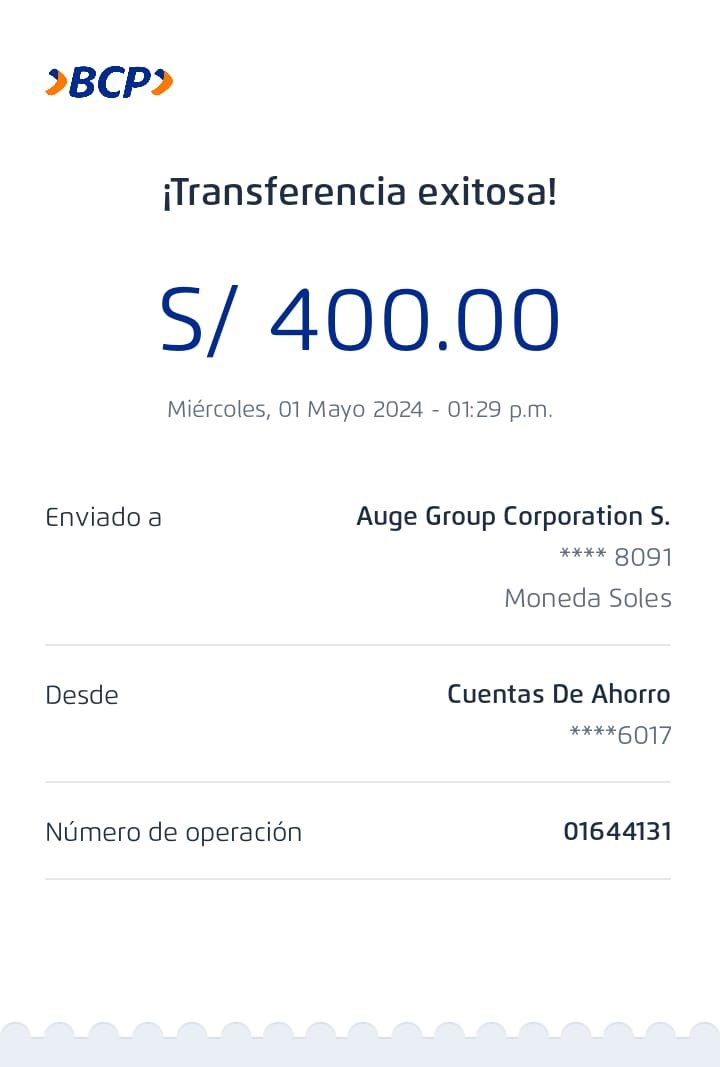 BCP
¡Transferencia exitosa!
S/ 400.00
Miércoles, 01 Mayo 2024 - 01:29 p.m.
Enviado a
Auge Group Corporation S.
**** 8091
Moneda Soles
Desde
Cuentas De Ahorro
****6017
Número de operación
01644131